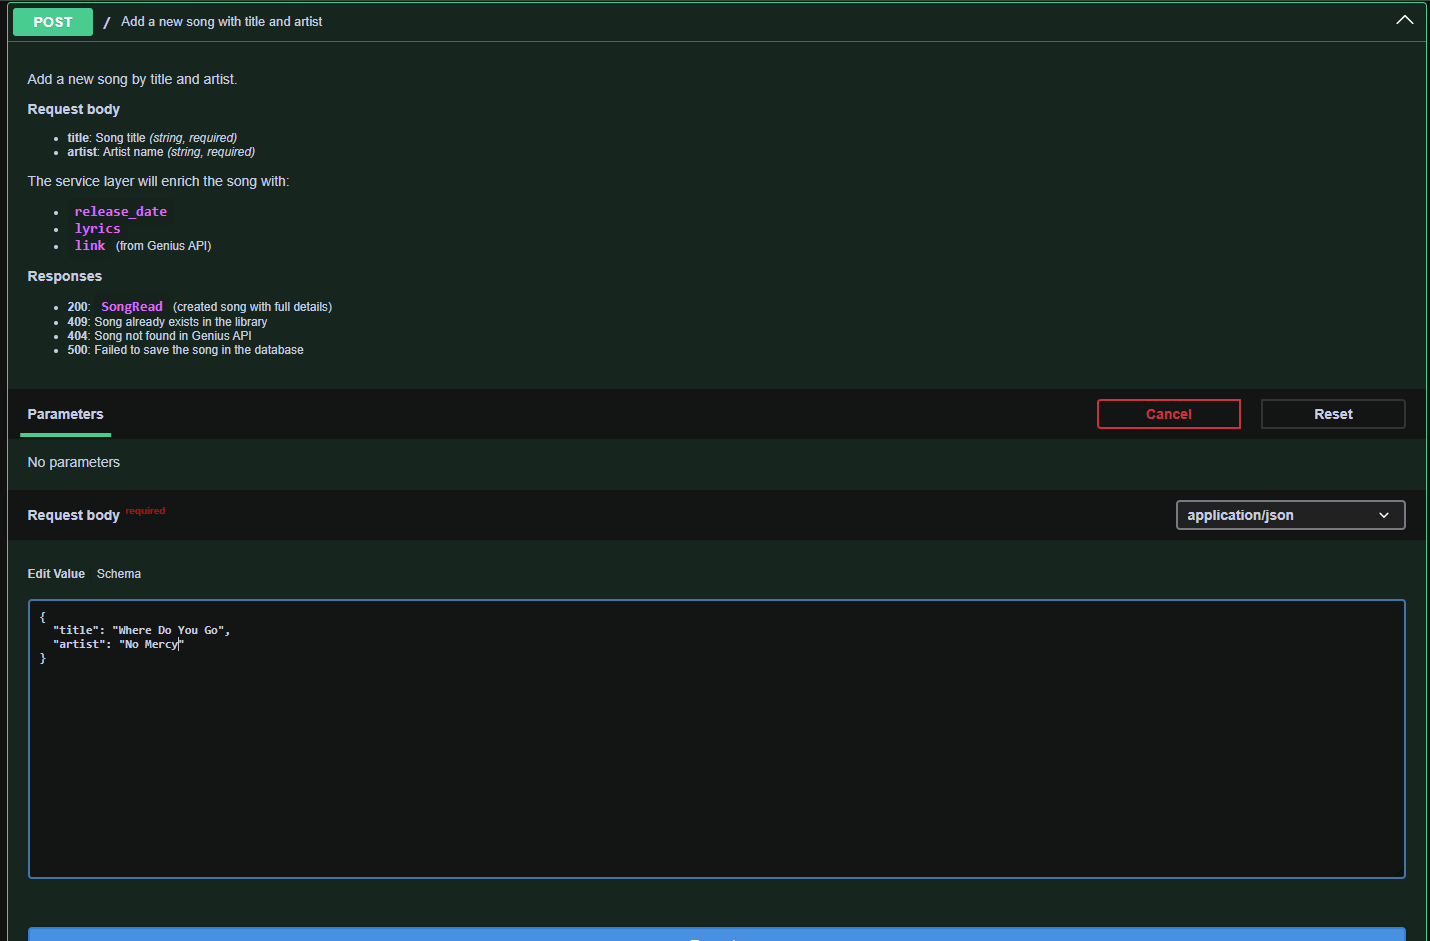 POST / Add a new song with title and artist
Add a new song by title and artist.
Request body
title: Song title (string, required)
artist: Artist name (string, required)
The service layer will enrich the song with:
release_date
lyrics
link (from Genius API)
Responses
200: SongRead (created song with full details)
409: Song already exists in the library
404: Song not found in Genius API
500: Failed to save the song in the database
Parameters Cancel Reset
No parameters
Request body required application/json
Edit Value Schema
{
"title": "Where Do You Go",
"artist": "No Mercy"
}